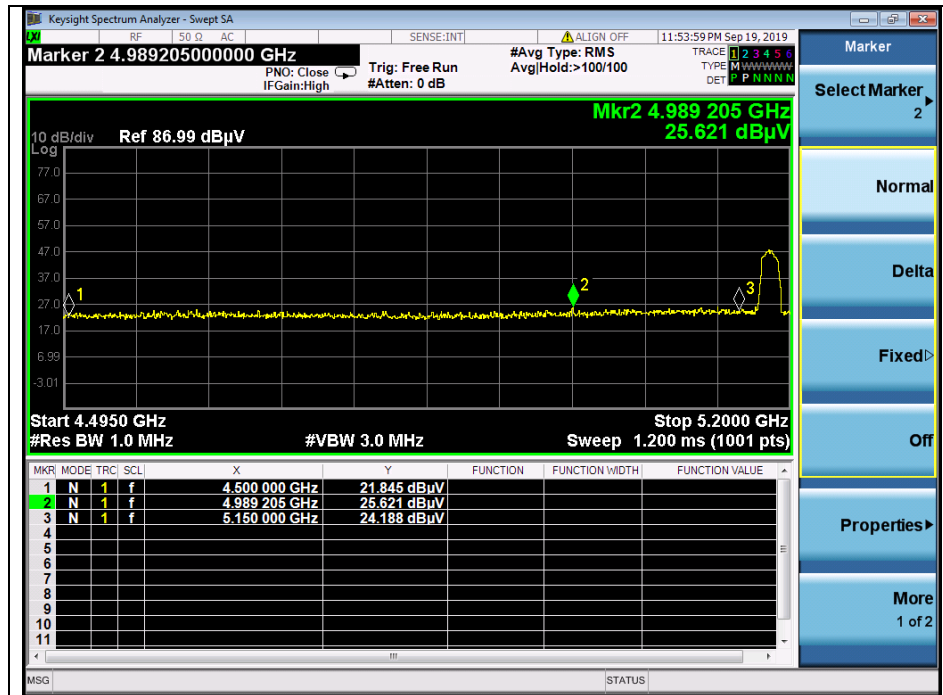 Keysight Spectrum Analyzer - Swept SA
LXI RF 50 Ω AC SENSE:INT ALIGN OFF 11:53:59 PM Sep 19, 2019
Marker 2 4.989205000000 GHz
PNO: Close
IFGain:High
Trig: Free Run
#Atten: 0 dB
#Avg Type: RMS
Avg|Hold:>100/100
TRACE 1 2 3 4 5 6
TYPE M WWWWW
DET P P N N N N
Mkr2 4.989 205 GHz
25.621 dBµV
10 dB/div Ref 86.99 dBµV
Log
77.0
67.0
57.0
47.0
37.0
27.0
17.0
6.99
-3.01
1
2
3
Start 4.4950 GHz Stop 5.2000 GHz
#Res BW 1.0 MHz #VBW 3.0 MHz Sweep 1.200 ms (1001 pts)
MKR MODE TRC SCL X Y FUNCTION FUNCTION WIDTH FUNCTION VALUE
1 N 1 f 4.500 000 GHz 21.845 dBµV
2 N 1 f 4.989 205 GHz 25.621 dBµV
3 N 1 f 5.150 000 GHz 24.188 dBµV
4
5
6
7
8
9
10
11
MSG STATUS
Marker
Select Marker
2
Normal
Delta
Fixed
Off
Properties
More
1 of 2